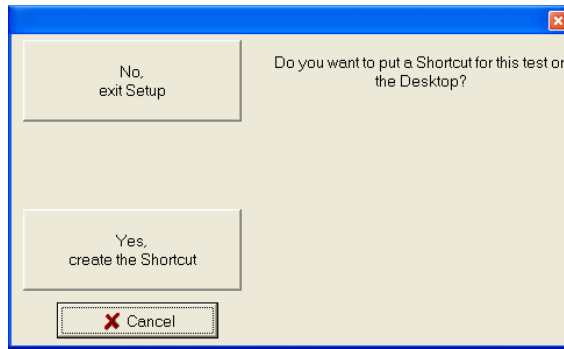 No,
exit Setup
Do you want to put a Shortcut for this test on
the Desktop?
Yes,
create the Shortcut
Cancel